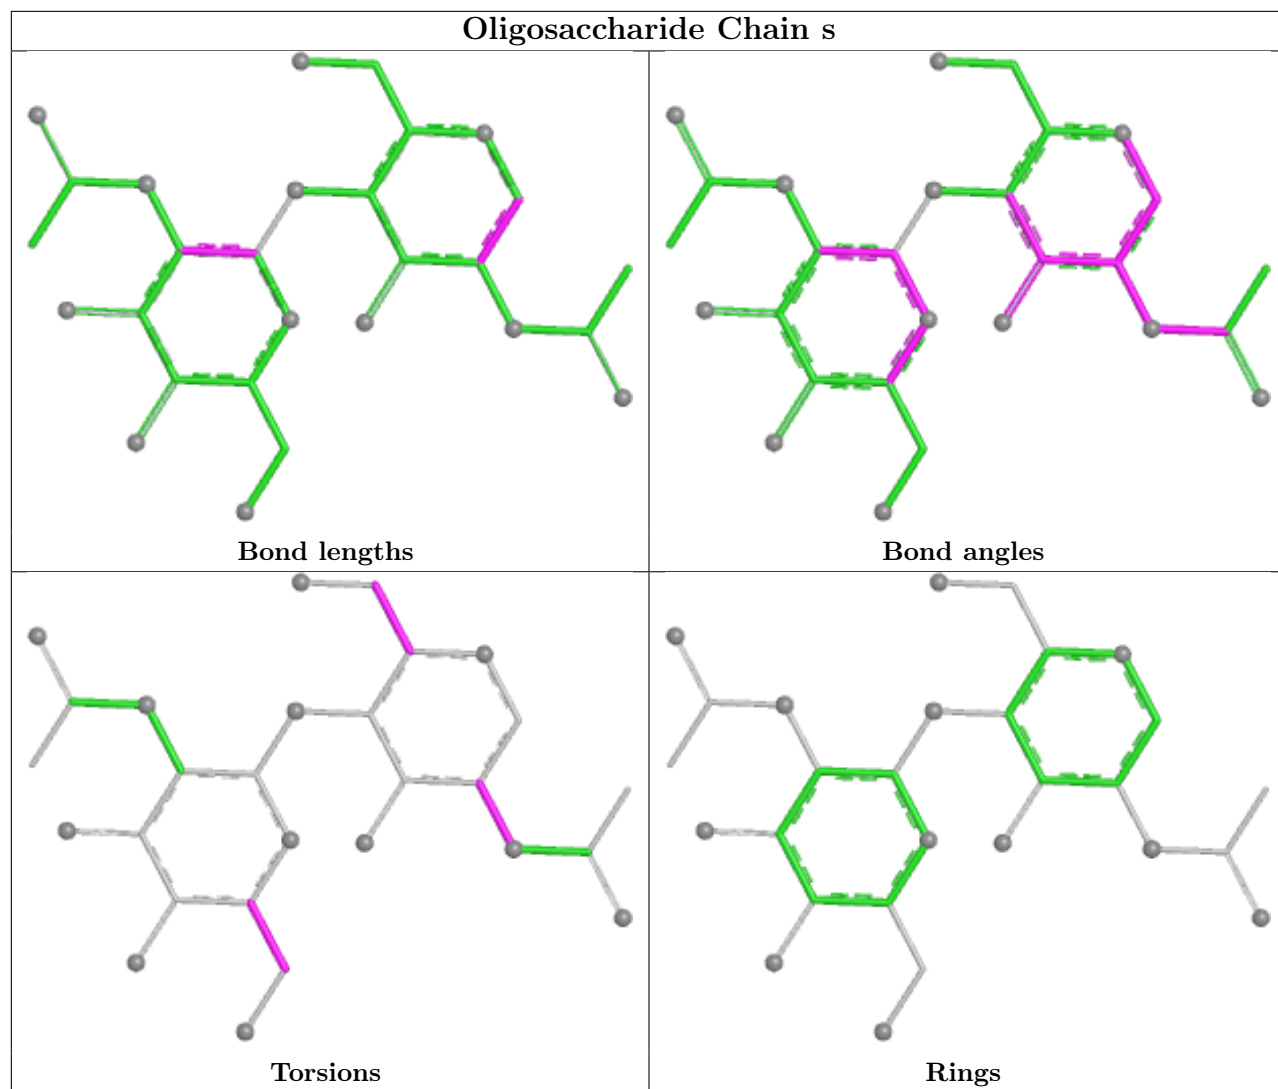 Oligosaccharide Chain s
Bond lengths
Bond angles
Torsions
Rings